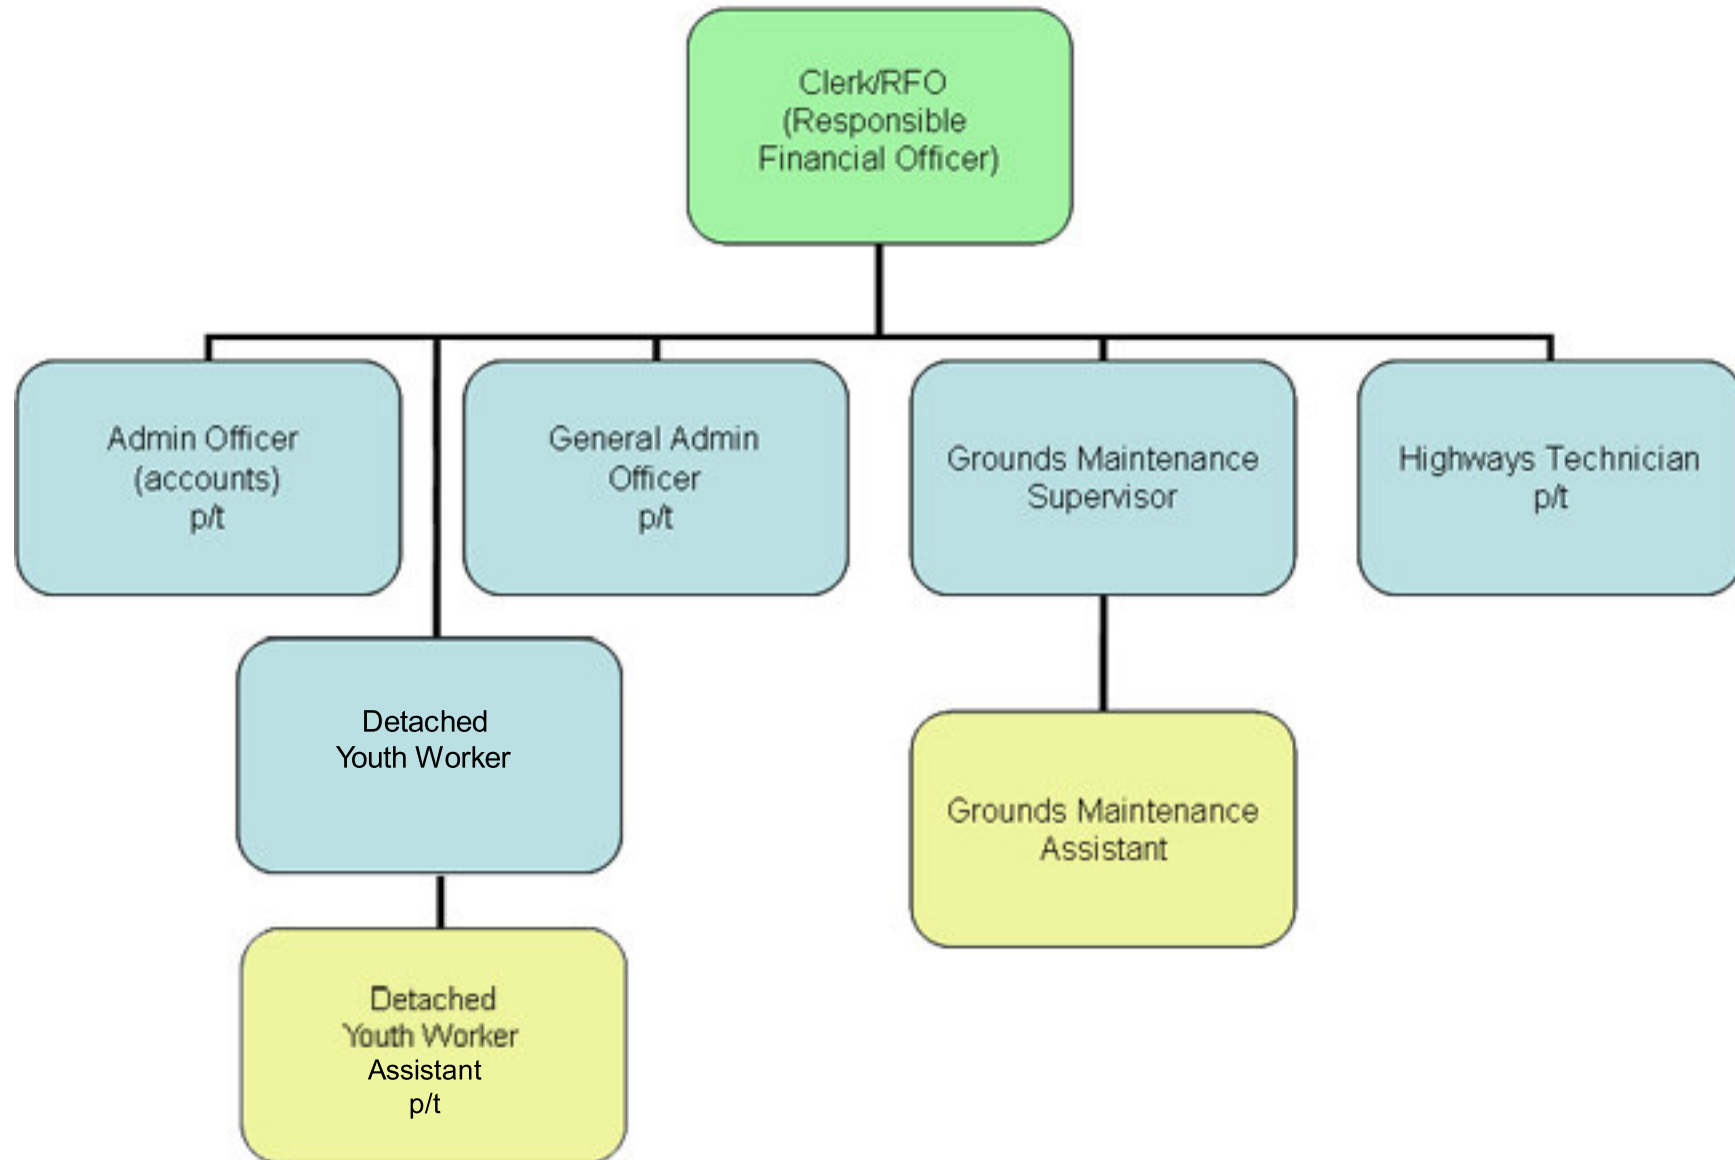 Clerk/RFO
(Responsible
Financial Officer)
Admin Officer
(accounts)
p/t
General Admin
Officer
p/t
Grounds Maintenance
Supervisor
Highways Technician
p/t
Detached
Youth Worker
Grounds Maintenance
Assistant
Detached
Youth Worker
Assistant
p/t